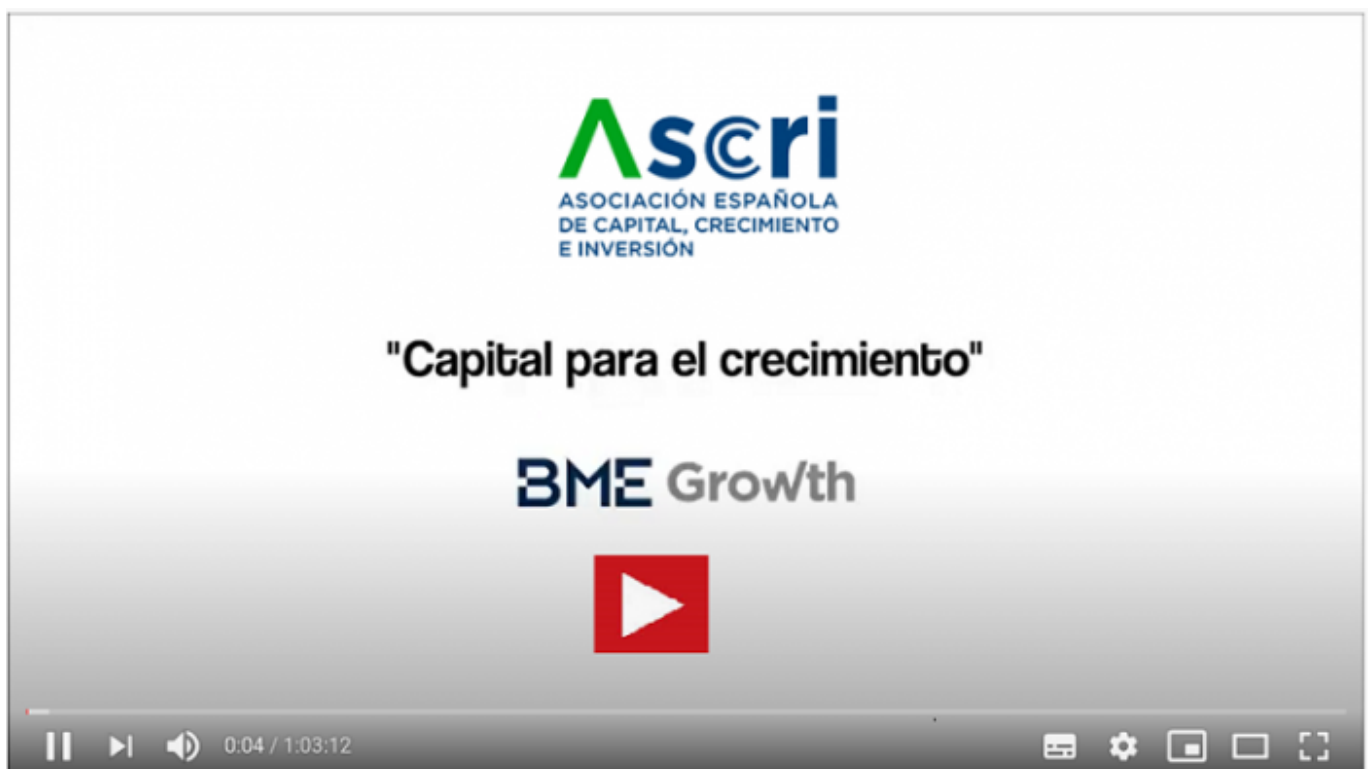 Ascri
ASOCIACIÓN ESPAÑOLA
DE CAPITAL, CRECIMIENTO
E INVERSIÓN
"Capital para el crecimiento"
BME Growth
0:04 / 1:03:12